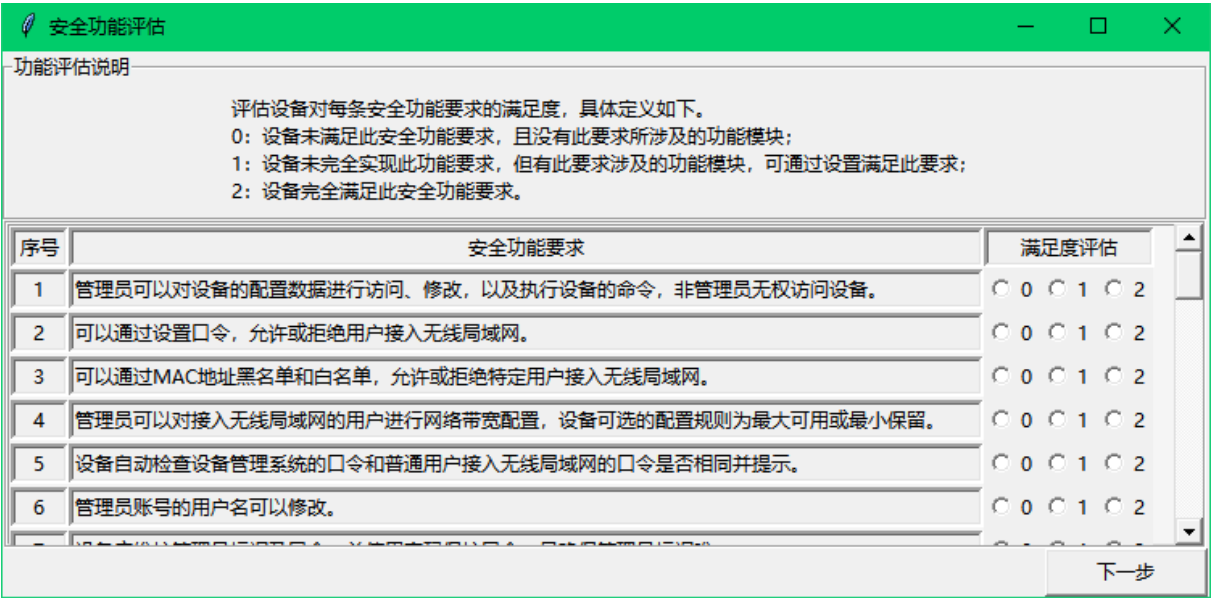 安全功能评估
功能评估说明
评估设备对每条安全功能要求的满足度，具体定义如下。
0：设备未满足此安全功能要求，且没有此要求所涉及的功能模块；
1：设备未完全实现此功能要求，但有此要求涉及的功能模块，可通过设置满足此要求；
2：设备完全满足此安全功能要求。
序号 安全功能要求 满足度评估
1 管理员可以对设备的配置数据进行访问、修改，以及执行设备的命令，非管理员无权访问设备。 0 1 2
2 可以通过设置口令，允许或拒绝用户接入无线局域网。 0 1 2
3 可以通过MAC地址黑名单和白名单，允许或拒绝特定用户接入无线局域网。 0 1 2
4 管理员可以对接入无线局域网的用户进行网络带宽配置，设备可选的配置规则为最大可用或最小保留。 0 1 2
5 设备自动检查设备管理系统的口令和普通用户接入无线局域网的口令是否相同并提示。 0 1 2
6 管理员账号的用户名可以修改。 0 1 2
下一步